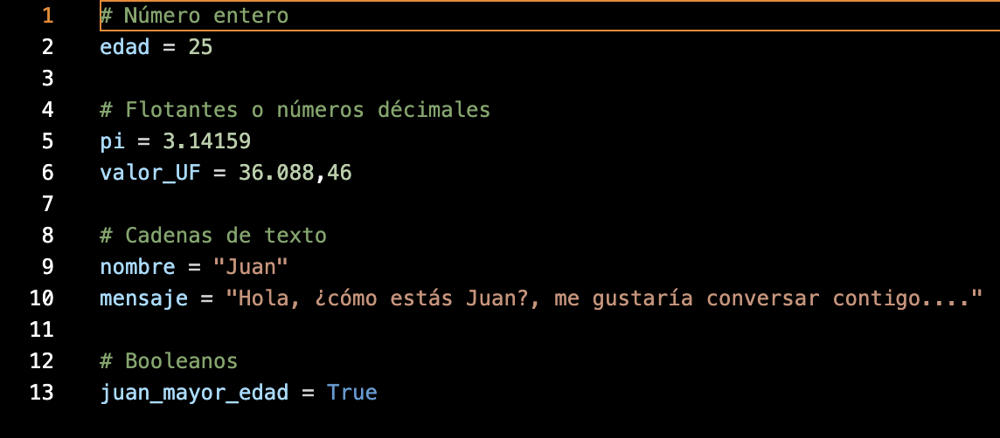 1 # Número entero
2 edad = 25
3
4 # Flotantes o números décimales
5 pi = 3.14159
6 valor_UF = 36.088,46
7
8 # Cadenas de texto
9 nombre = "Juan"
10 mensaje = "Hola, ¿cómo estás Juan?, me gustaría conversar contigo...."
11
12 # Booleanos
13 juan_mayor_edad = True